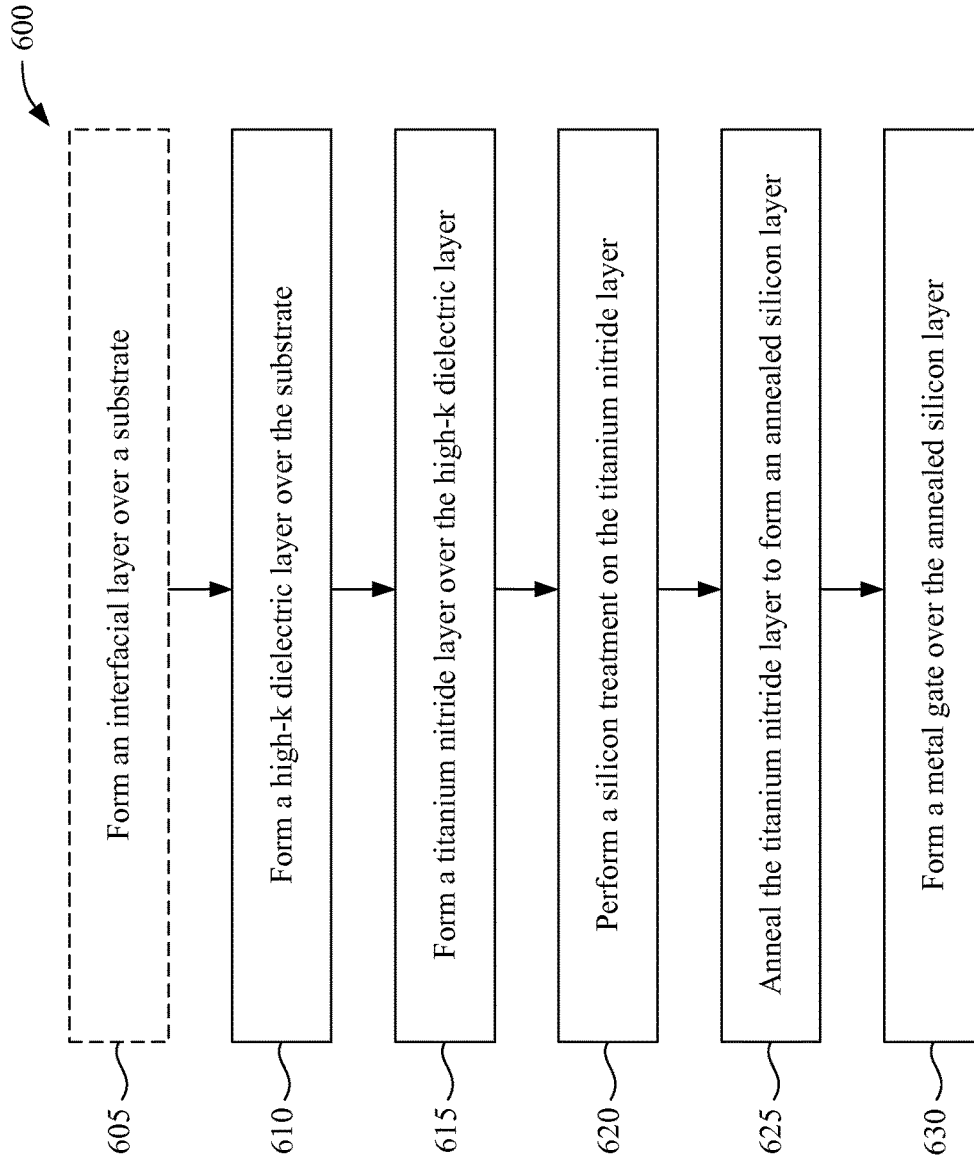 600
605
Form an interfacial layer over a substrate
610
Form a high-k dielectric layer over the substrate
615
Form a titanium nitride layer over the high-k dielectric layer
620
Perform a silicon treatment on the titanium nitride layer
625
Anneal the titanium nitride layer to form an annealed silicon layer
630
Form a metal gate over the annealed silicon layer